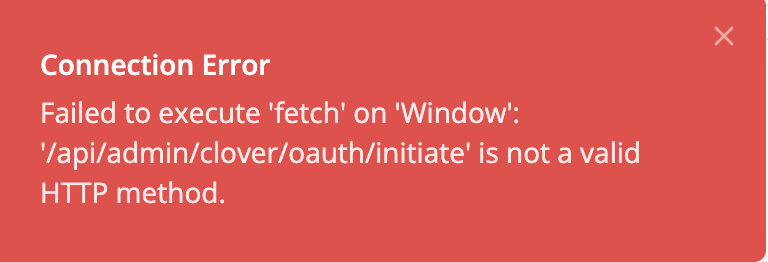 Connection Error
Failed to execute 'fetch' on 'Window':
'/api/admin/clover/oauth/initiate' is not a valid
HTTP method.